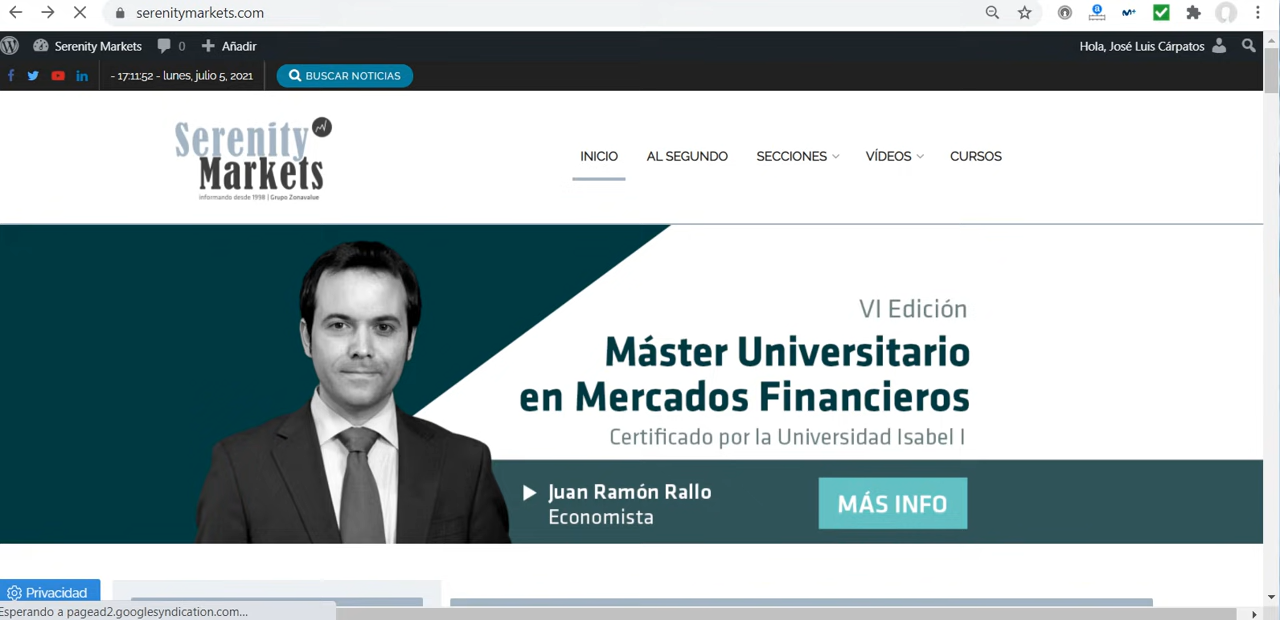 serenitymarkets.com
Serenity Markets 0 Añadir
Hola, José Luis Cárpatos
- 17:11:52 - lunes, julio 5, 2021
BUSCAR NOTICIAS
Serenity
Markets
informando desde 1998 | Grupo Zonavalue
INICIO AL SEGUNDO SECCIONES VÍDEOS CURSOS
VI Edición
Máster Universitario
en Mercados Financieros
Certificado por la Universidad Isabel I
Juan Ramón Rallo
Economista
MÁS INFO
Privacidad
Esperando a pagead2.googlesyndication.com...